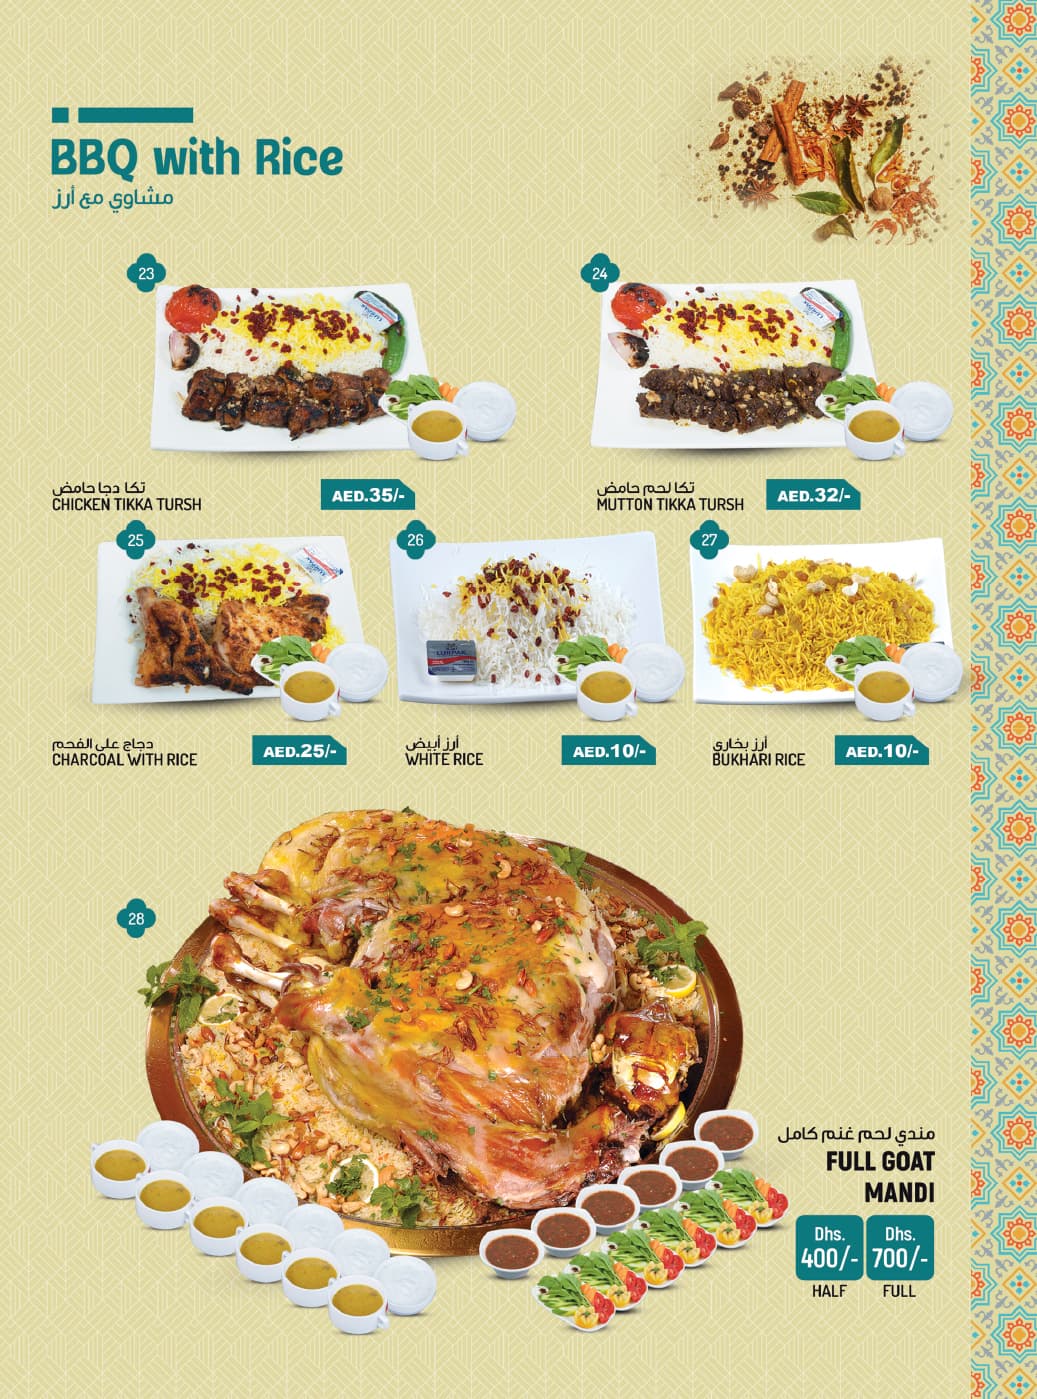 BBQ with Rice
مشاوي مع أرز
23
24
تكا دجا حامض
CHICKEN TIKKA TURSH
AED.35/-
تكا لحم حامض
MUTTON TIKKA TURSH
AED.32/-
25
26
27
LURPAK
دجاج على الفحم
CHARCOAL WITH RICE
AED.25/-
أرز أبيض
WHITE RICE
AED.10/-
أرز بخاري
BUKHARI RICE
AED.10/-
28
مندي لحم غنم كامل
FULL GOAT
MANDI
Dhs. Dhs.
400/- 700/-
HALF FULL